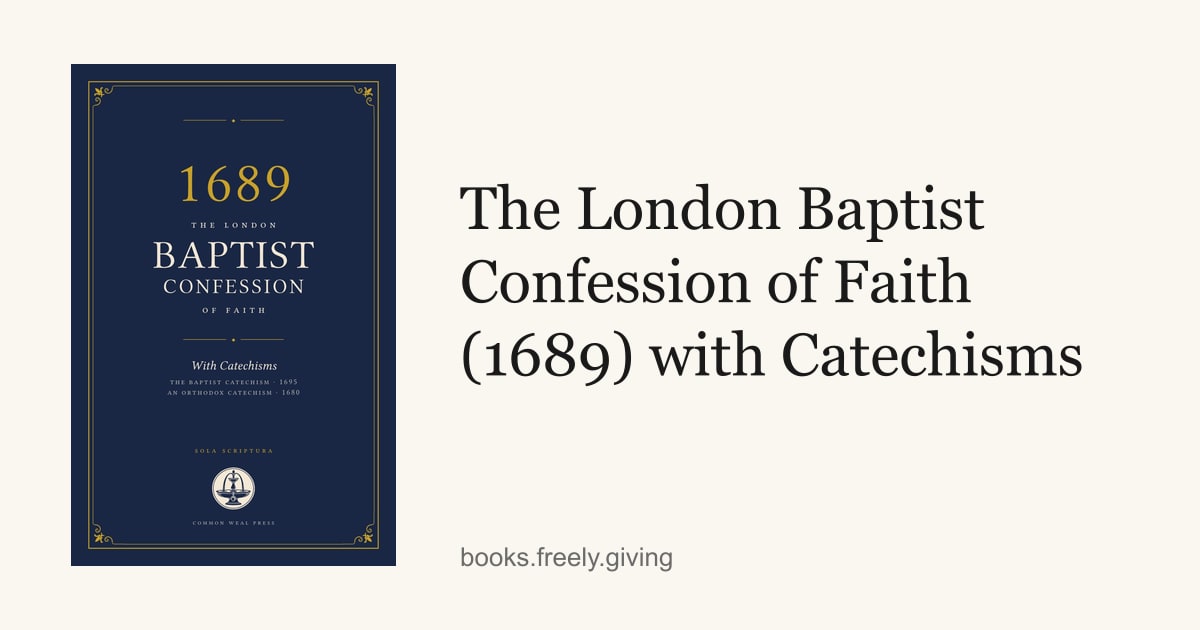 1689
THE LONDON
BAPTIST
CONFESSION
OF FAITH
With Catechisms
THE BAPTIST CATECHISM · 1695
AN ORTHODOX CATECHISM · 1680
SOLA SCRIPTURA
COMMON WEAL PRESS
The London Baptist
Confession of Faith
(1689) with Catechisms
books.freely.giving